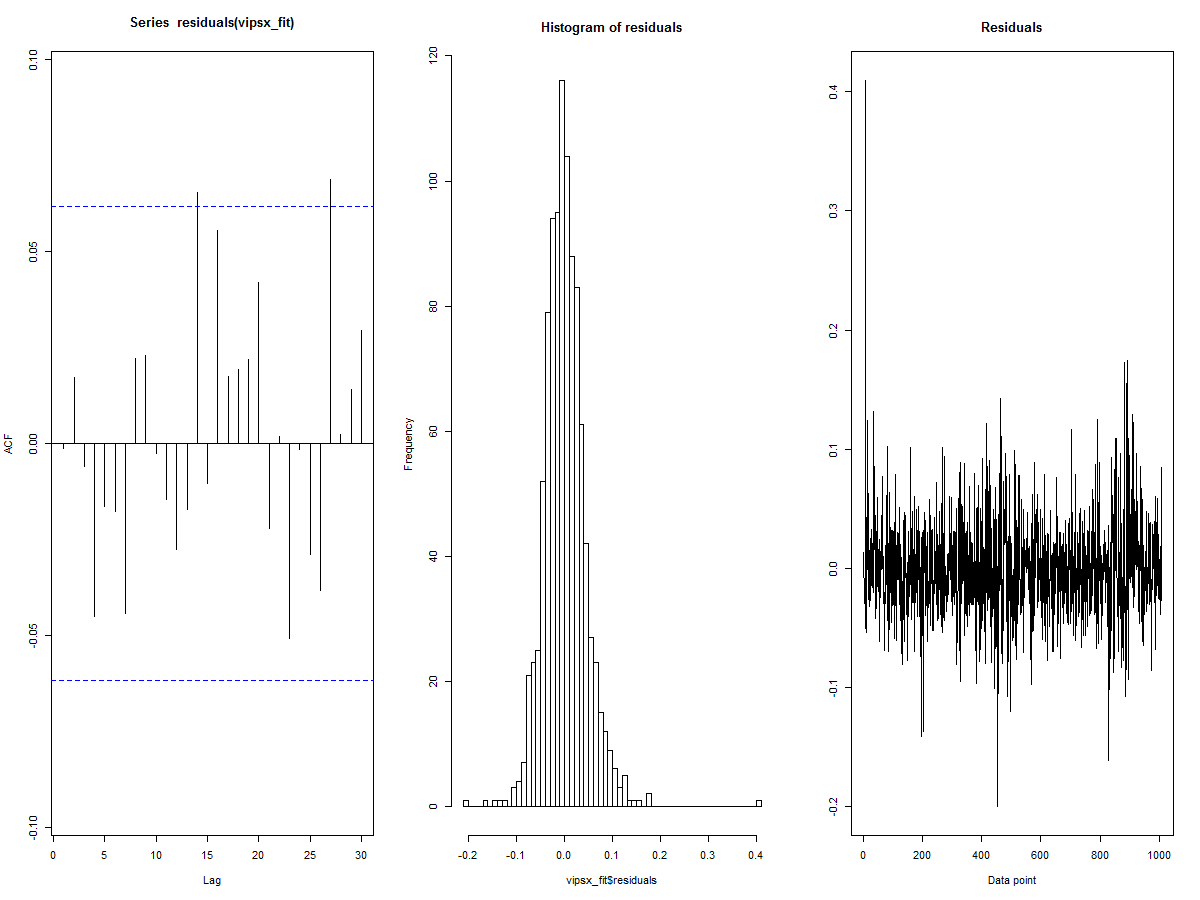 Series residuals(vipsx_fit)
ACF
0.10
0.05
0.00
-0.05
-0.10
0 5 10 15 20 25 30
Lag
Histogram of residuals
Frequency
120
100
80
60
40
20
0
-0.2 -0.1 0.0 0.1 0.2 0.3 0.4
vipsx_fit$residuals
Residuals
0.4
0.3
0.2
0.1
0.0
-0.1
-0.2
0 200 400 600 800 1000
Data point